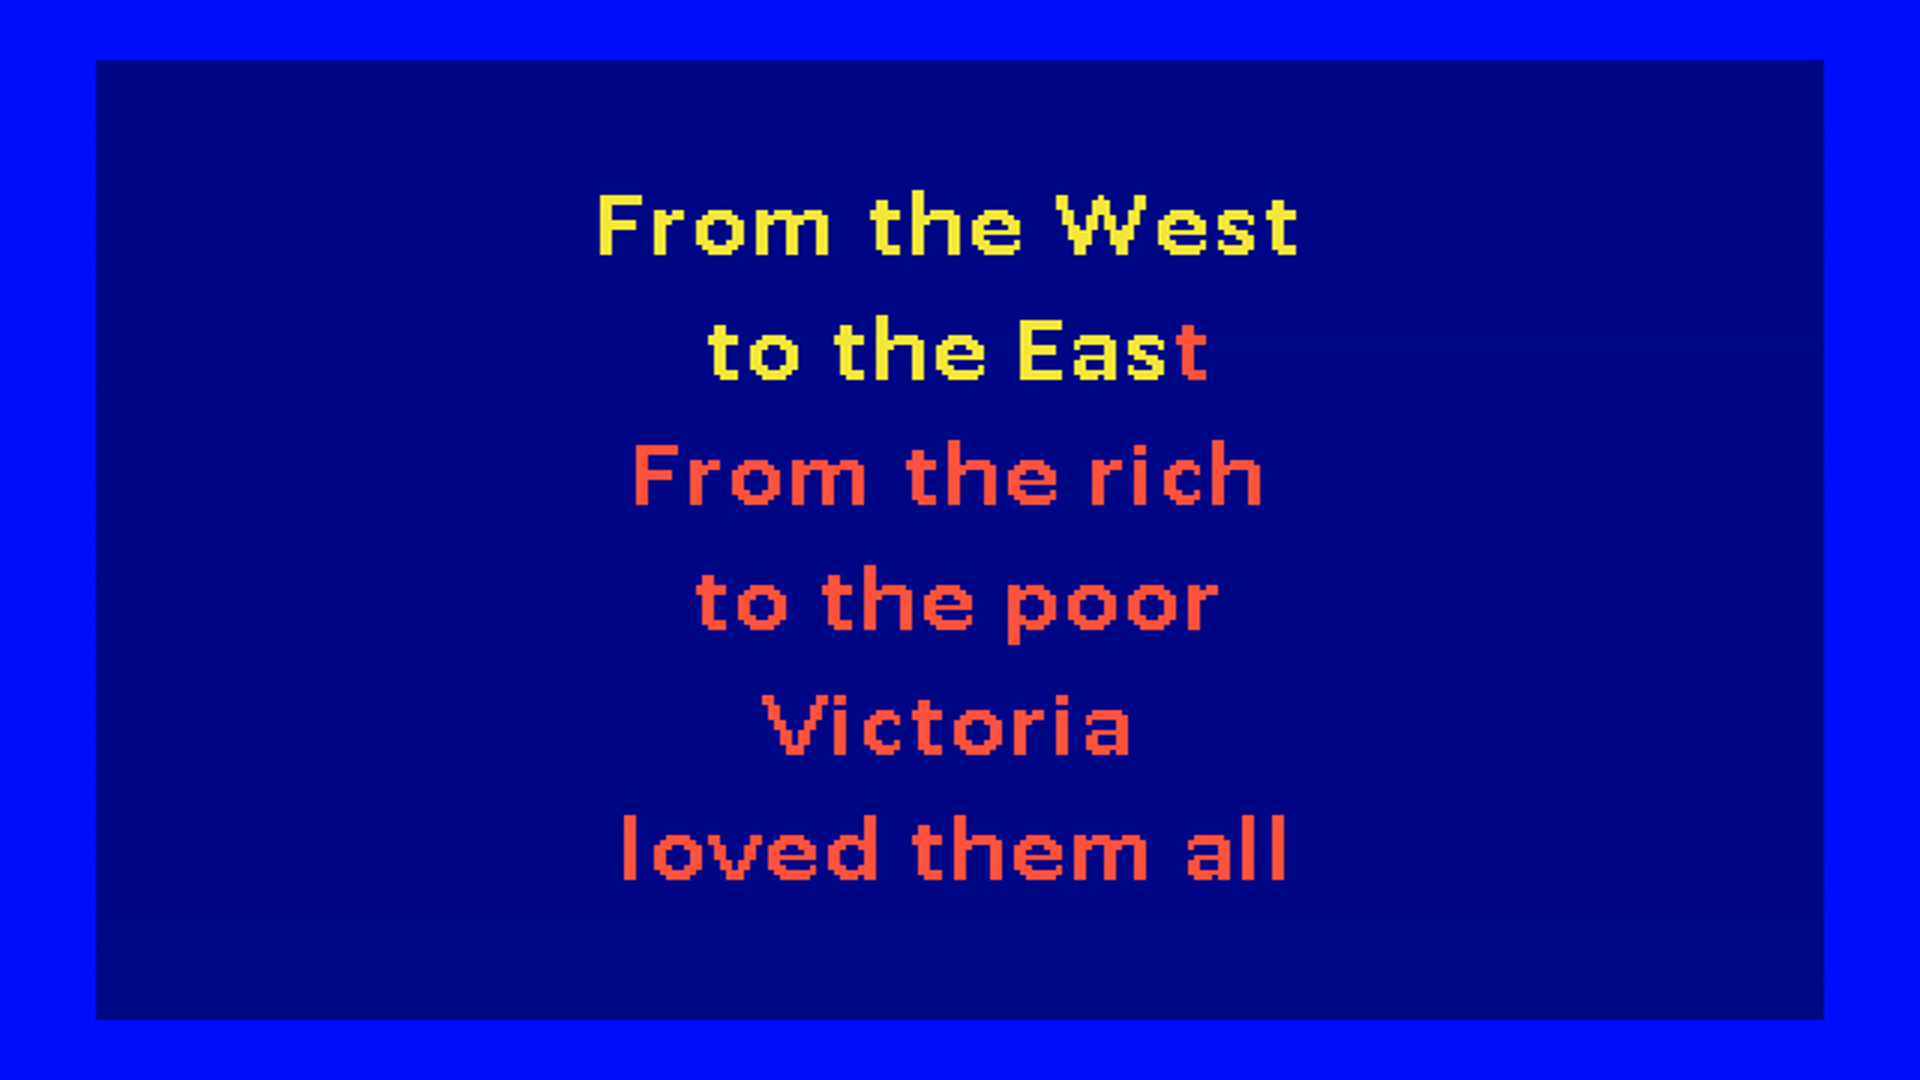 From the West
to the East
From the rich
to the poor
Victoria
loved them all